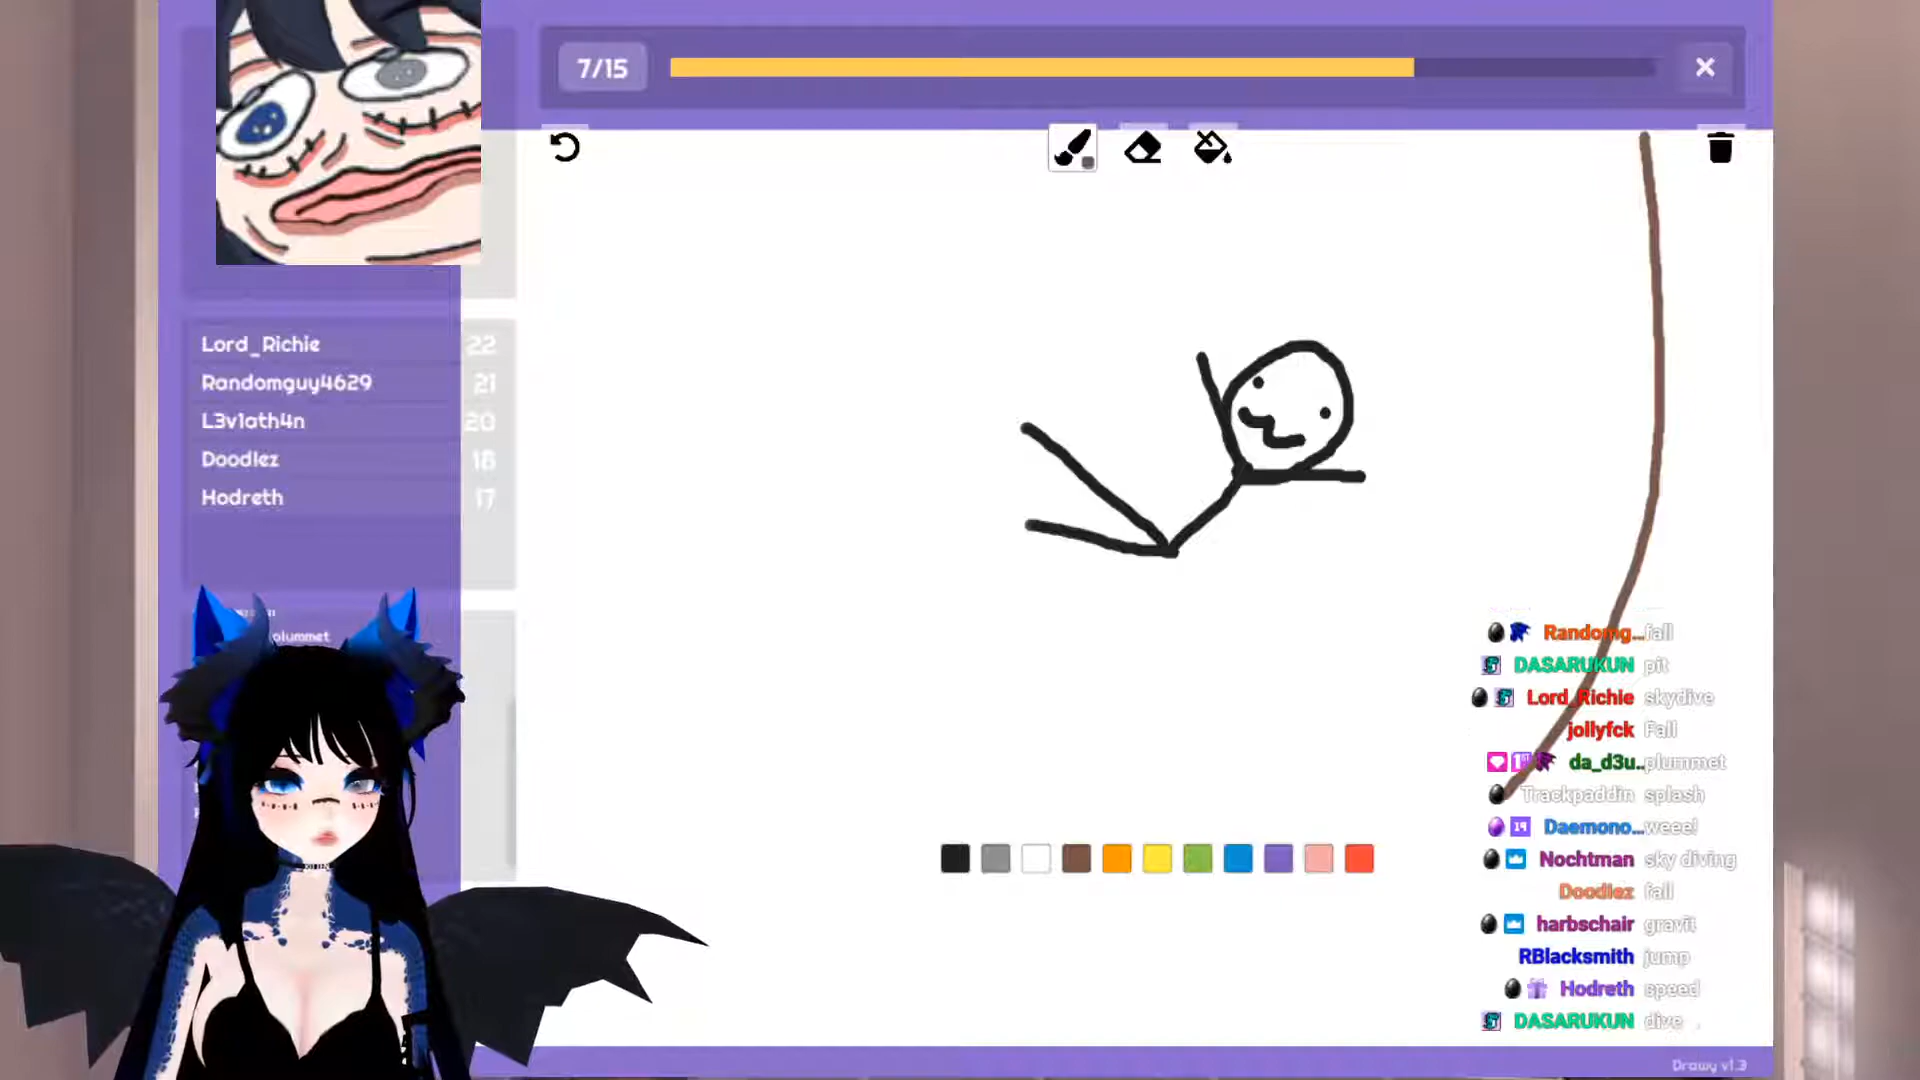 7/15
Lord_Richie 22
Randomguy4629 21
L3v1ath4n 20
Doodlez 18
Hodreth 17
plummet
Randomg...fall
DASARUKUN pit
Lord_Richie skydive
jollyfck Fall
da_d3u..plummet
Trackpaddin splash
Daemono...weee!
Nochtman sky diving
Doodlez fall
harbschair gravit
RBlacksmith jump
Hodreth speed
DASARUKUN dive
Drawy v1.3